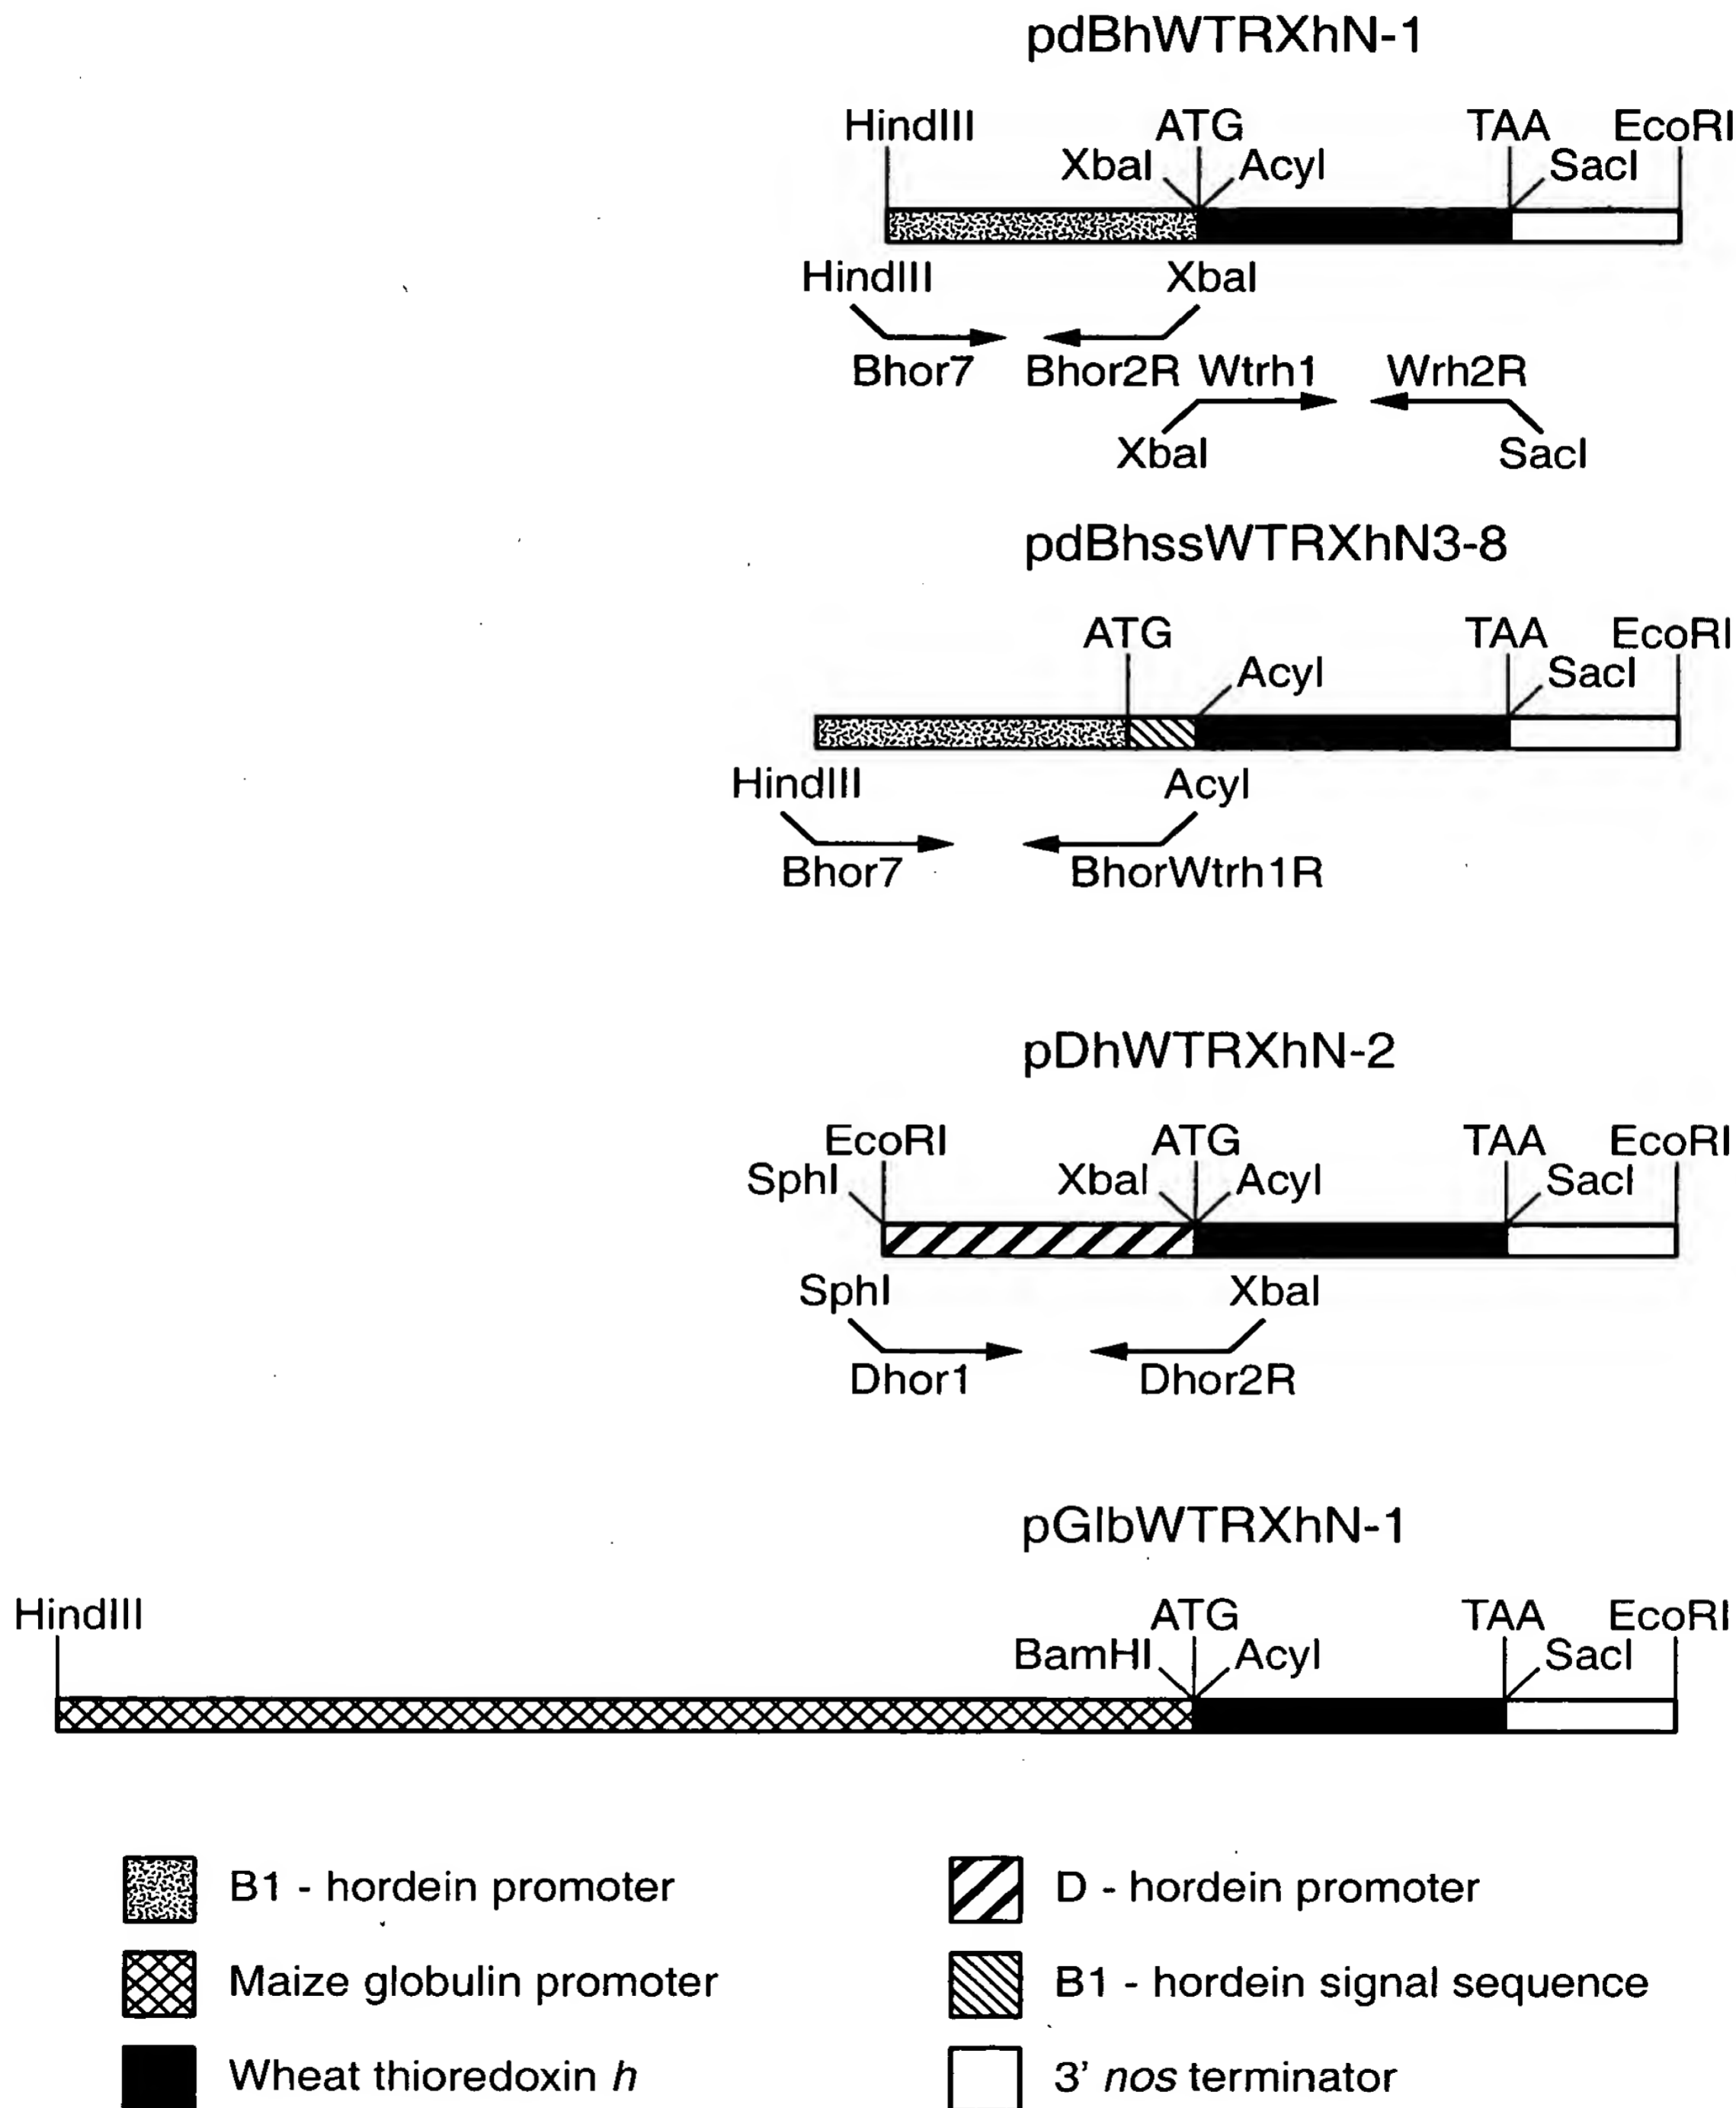 pdBhWTRXhN-1
HindIII ATG TAA EcoRI
XbaI AcyI SacI
HindIII XbaI
Bhor7 Bhor2R Wtrh1 Wrh2R
XbaI SacI
pdBhssWTRXhN3-8
ATG TAA EcoRI
AcyI SacI
HindIII AcyI
Bhor7 BhorWtrh1R
pDhWTRXhN-2
EcoRI ATG TAA EcoRI
SphI XbaI AcyI SacI
SphI XbaI
Dhor1 Dhor2R
pGlbWTRXhN-1
HindIII ATG TAA EcoRI
BamHI AcyI SacI
B1 - hordein promoter D - hordein promoter
Maize globulin promoter B1 - hordein signal sequence
Wheat thioredoxin h 3' nos terminator